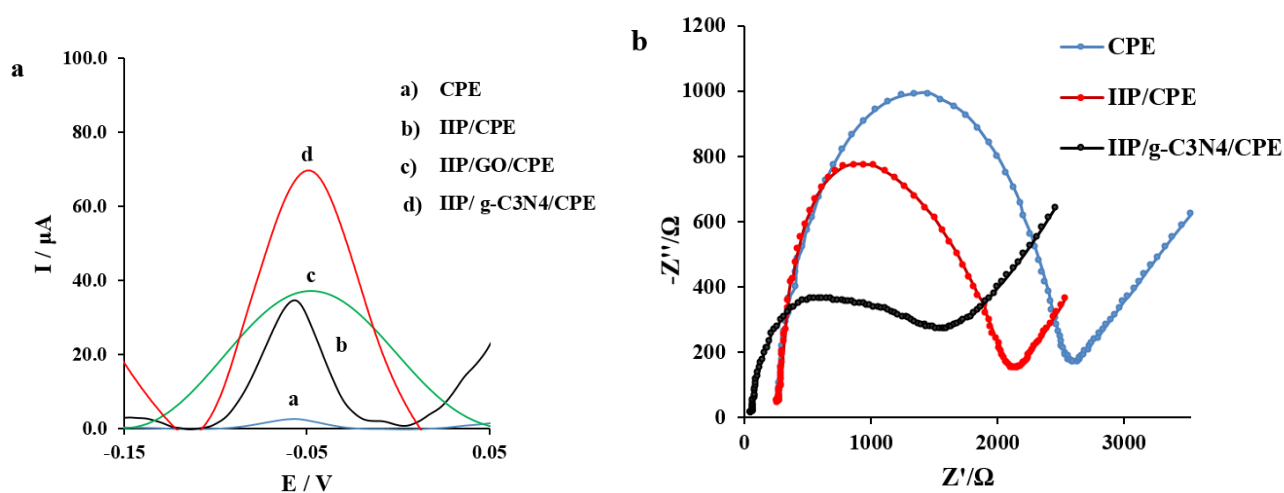 a
100.0
80.0
60.0
40.0
20.0
0.0
-0.15
-0.05
0.05
I / µA
E / V
a) CPE
b) IIP/CPE
c) IIP/GO/CPE
d) IIP/ g-C3N4/CPE
d
c
b
a
b
1200
1000
800
600
400
200
0
0
1000
2000
3000
-Z''/Ω
Z'/Ω
CPE
IIP/CPE
IIP/g-C3N4/CPE